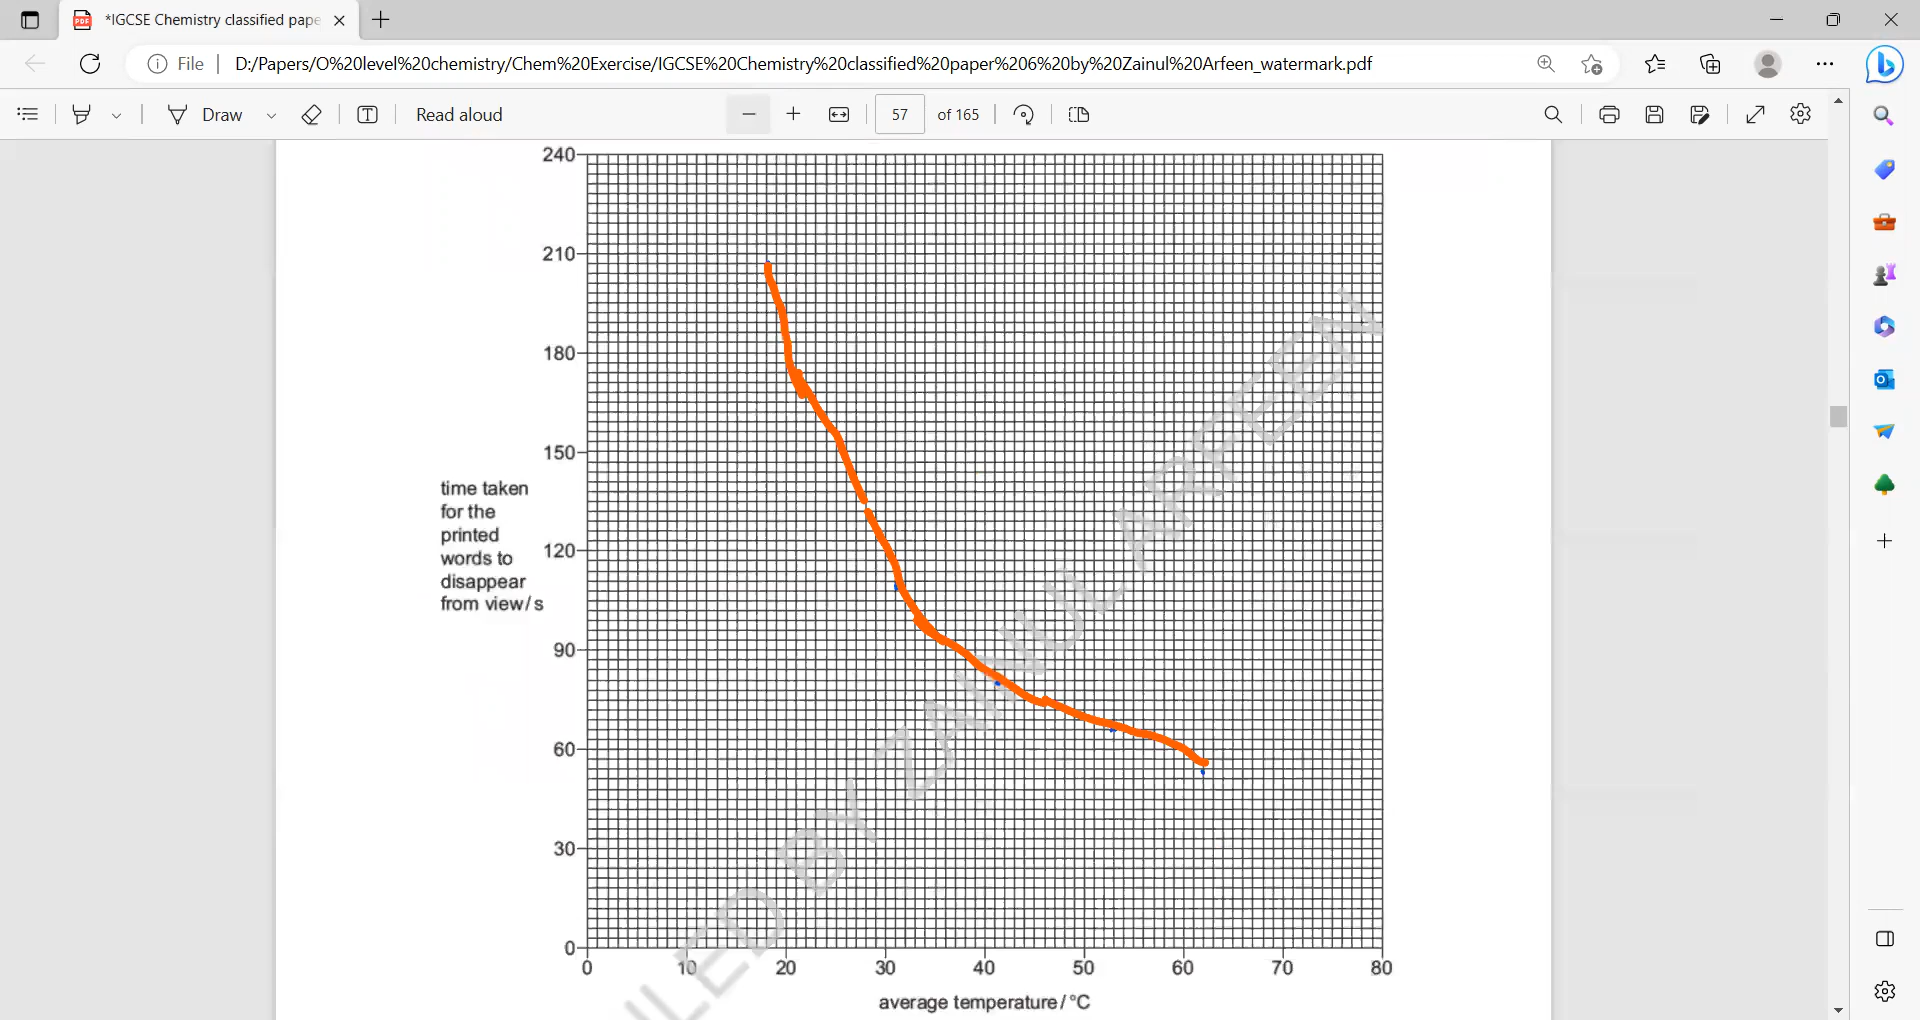 *IGCSE Chemistry classified pape
File
D:/Papers/O%20level%20chemistry/Chem%20Exercise/IGCSE%20Chemistry%20classified%20paper%206%20by%20Zainul%20Arfeen_watermark.pdf
Draw
Read aloud
57 of 165
240
210
180
150
time taken
for the
printed
words to
disappear
from view/s
120
90
60
30
0
0 10 20 30 40 50 60 70 80
average temperature/°C
ILED BY ZAINUL ARFEEN